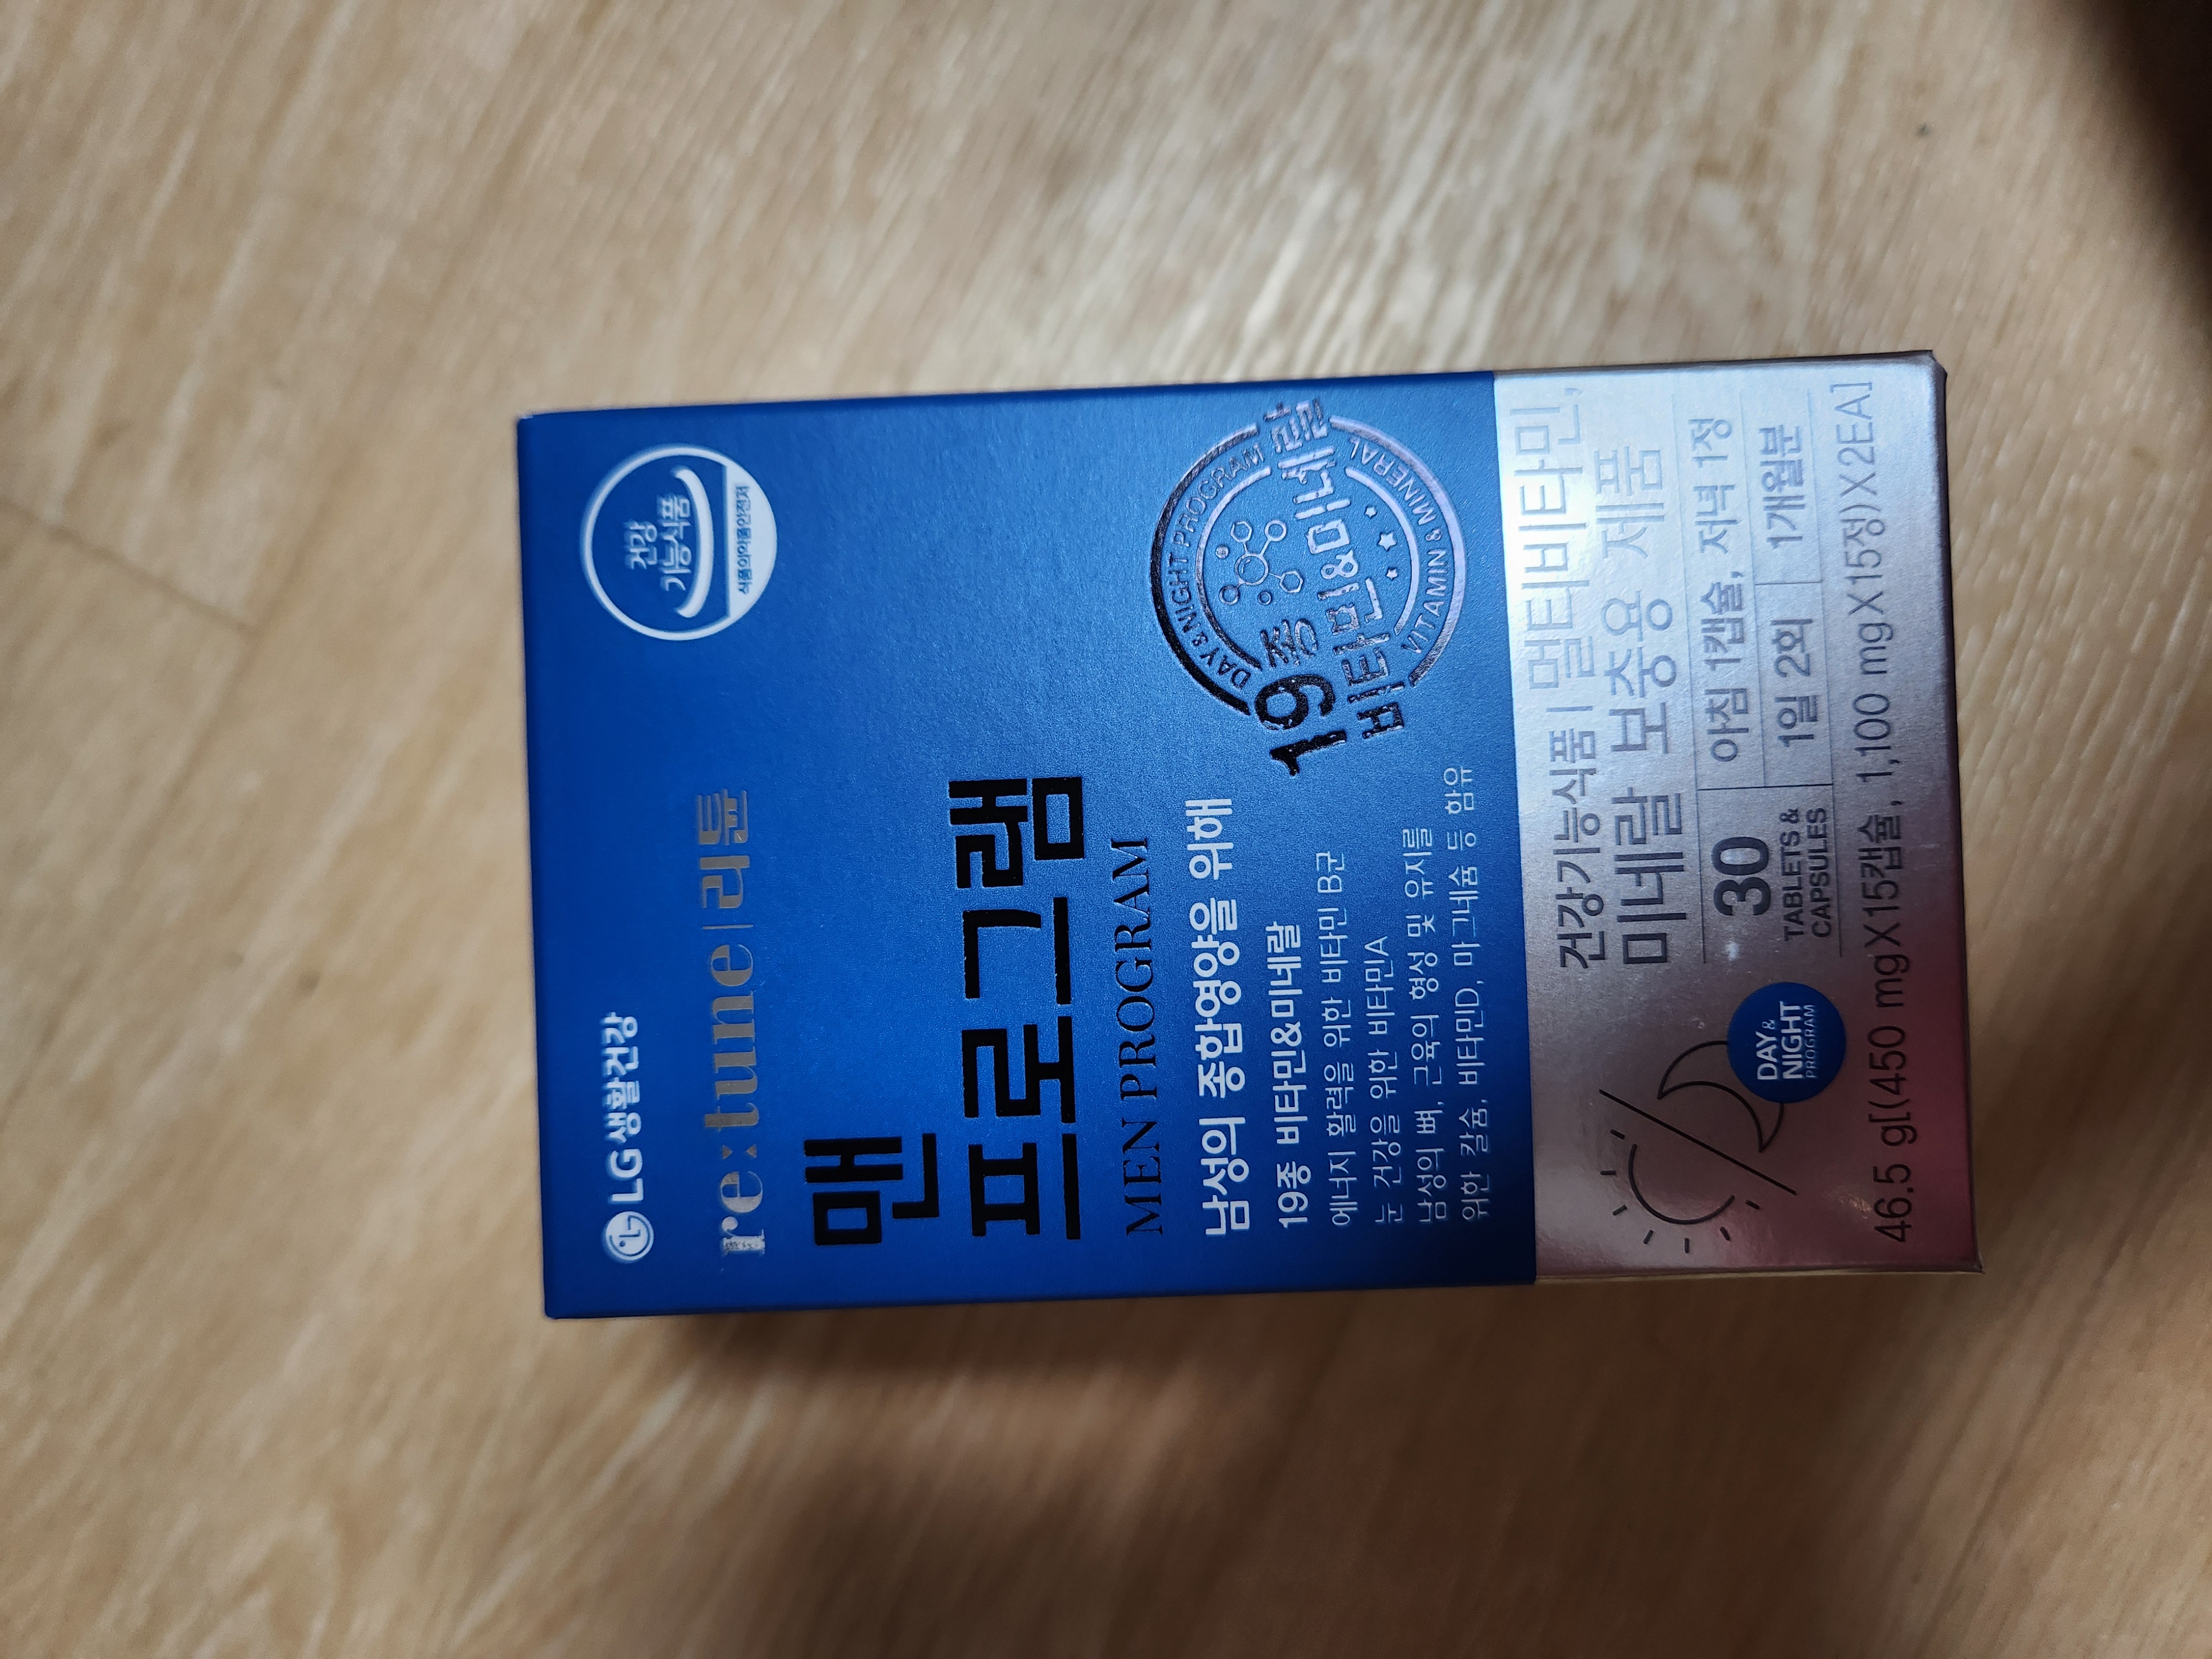 LG생활건강
건강
기능식품
식품의약품안전처
re:tune|리튠
맨
프로그램
MEN PROGRAM
남성의 종합영양을 위해
19종 비타민&미네랄
에너지 활력을 위한 비타민 B군
눈 건강을 위한 비타민A
남성의 뼈, 근육의 형성 및 유지를
위한 칼슘, 비타민D, 마그네슘 등 함유
DAY & NIGHT PROGRAM
19종
비타민&미네랄
VITAMIN & MINERAL
건강기능식품 | 멀티비타민,
미네랄 보충용 제품
30
TABLETS &
CAPSULES
아침 1캡슐, 저녁 1정
1일 2회
1개월분
DAY &
NIGHT
PROGRAM
46.5 g[(450 mgX15캡슐, 1,100 mgX15정)X2EA]